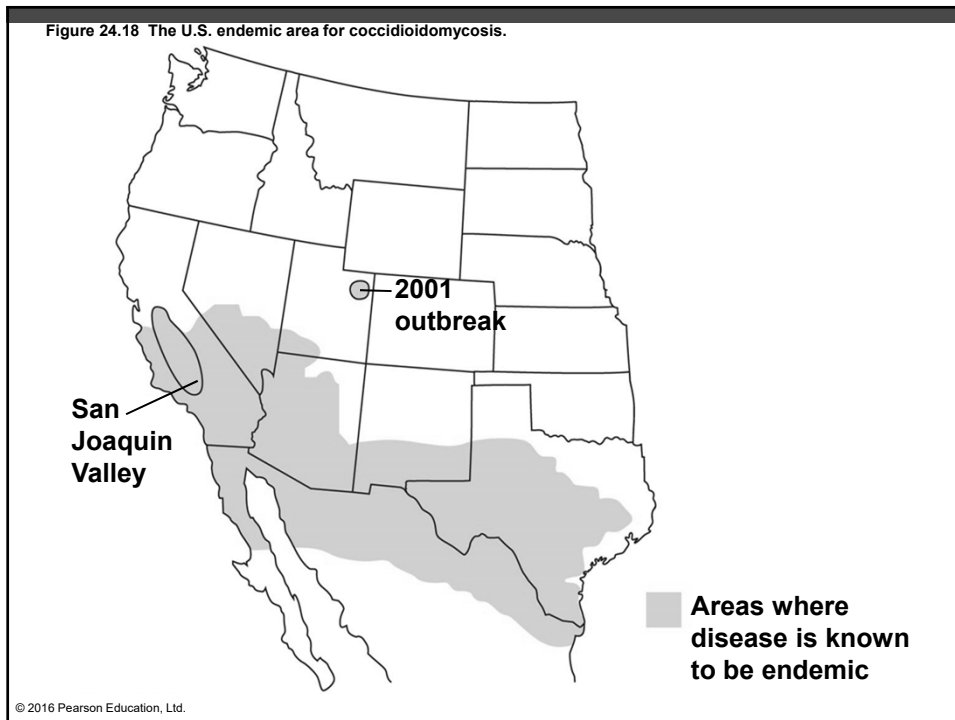 Figure 24.18  The U.S. endemic area for coccidioidomycosis.
2001
outbreak
San
Joaquin
Valley
Areas where
disease is known
to be endemic
© 2016 Pearson Education, Ltd.